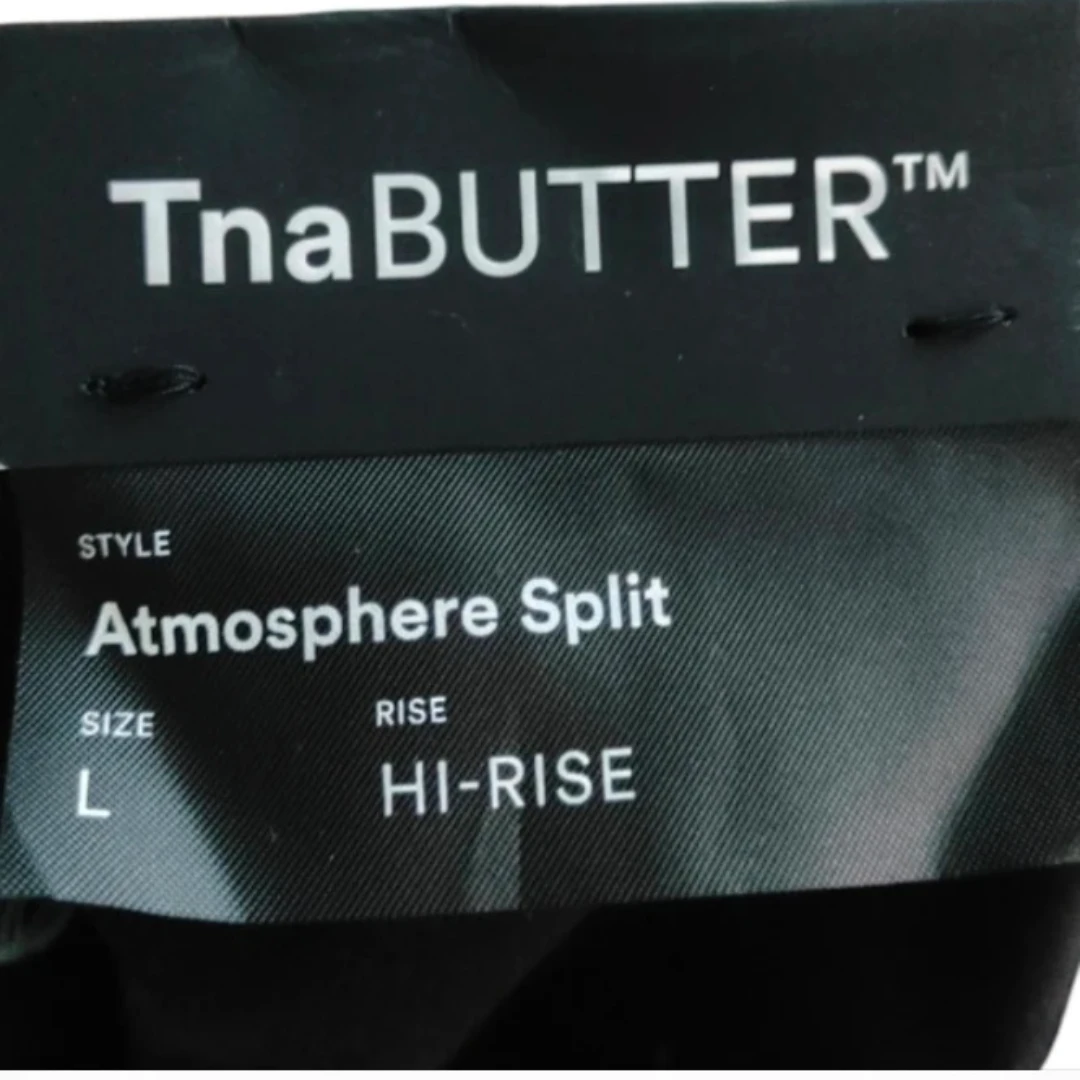 TnaBUTTER™
STYLE
Atmosphere Split
SIZE RISE
L HI-RISE